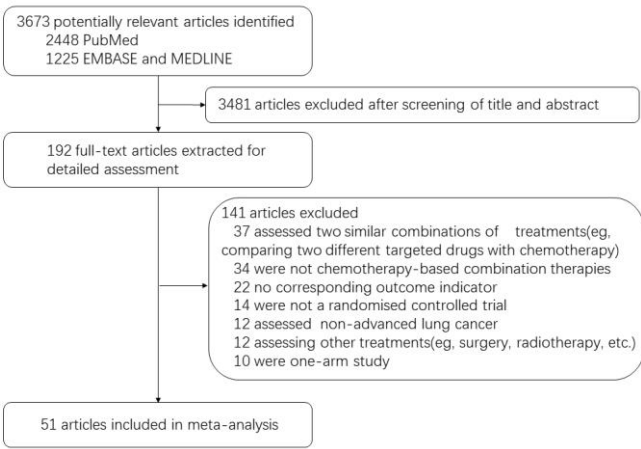 3673 potentially relevant articles identified
2448 PubMed
1225 EMBASE and MEDLINE
3481 articles excluded after screening of title and abstract
192 full-text articles extracted for
detailed assessment
141 articles excluded
37 assessed two similar combinations of treatments(eg,
comparing two different targeted drugs with chemotherapy)
34 were not chemotherapy-based combination therapies
22 no corresponding outcome indicator
14 were not a randomised controlled trial
12 assessed non-advanced lung cancer
12 assessing other treatments(eg, surgery, radiotherapy, etc.)
10 were one-arm study
51 articles included in meta-analysis